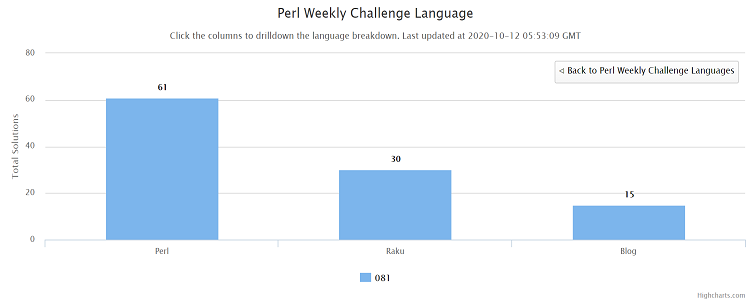 Perl Weekly Challenge Language
Click the columns to drilldown the language breakdown. Last updated at 2020-10-12 05:53:09 GMT
80
◁ Back to Perl Weekly Challenge Languages
61
60
Total Solutions
40
30
20
15
0
Perl
Raku
Blog
081
Highcharts.com